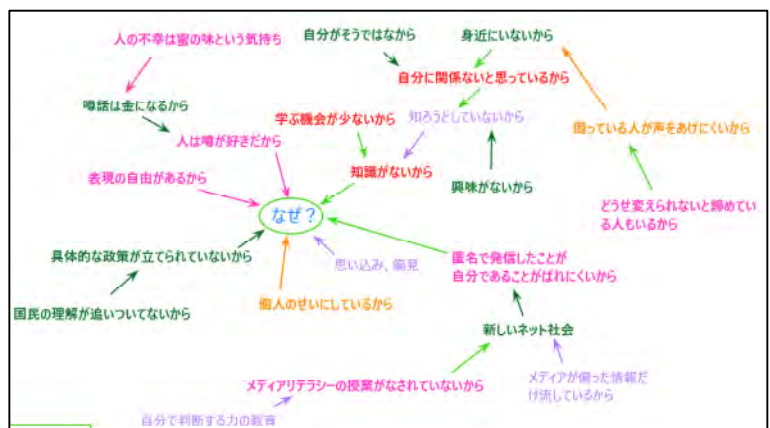 人の不幸は蜜の味という気持ち
自分がそうではなから
身近にいないから
自分に関係ないと思っているから
噂話は金になるから
学ぶ機会が少ないから
知ろうとしていないから
困っている人が声をあげにくいから
人は噂が好きだから
知識がないから
興味がないから
表現の自由があるから
どうせ変えられないと諦めてい
る人もいるから
なぜ？
具体的な政策が立てられていないから
思い込み、偏見
匿名で発信したことが
自分であることがばれにくいから
国民の理解が追いついてないから
個人のせいにしているから
新しいネット社会
メディアリテラシーの授業がなされていないから
メディアが偏った情報だ
け流しているから
自分で判断する力の教育